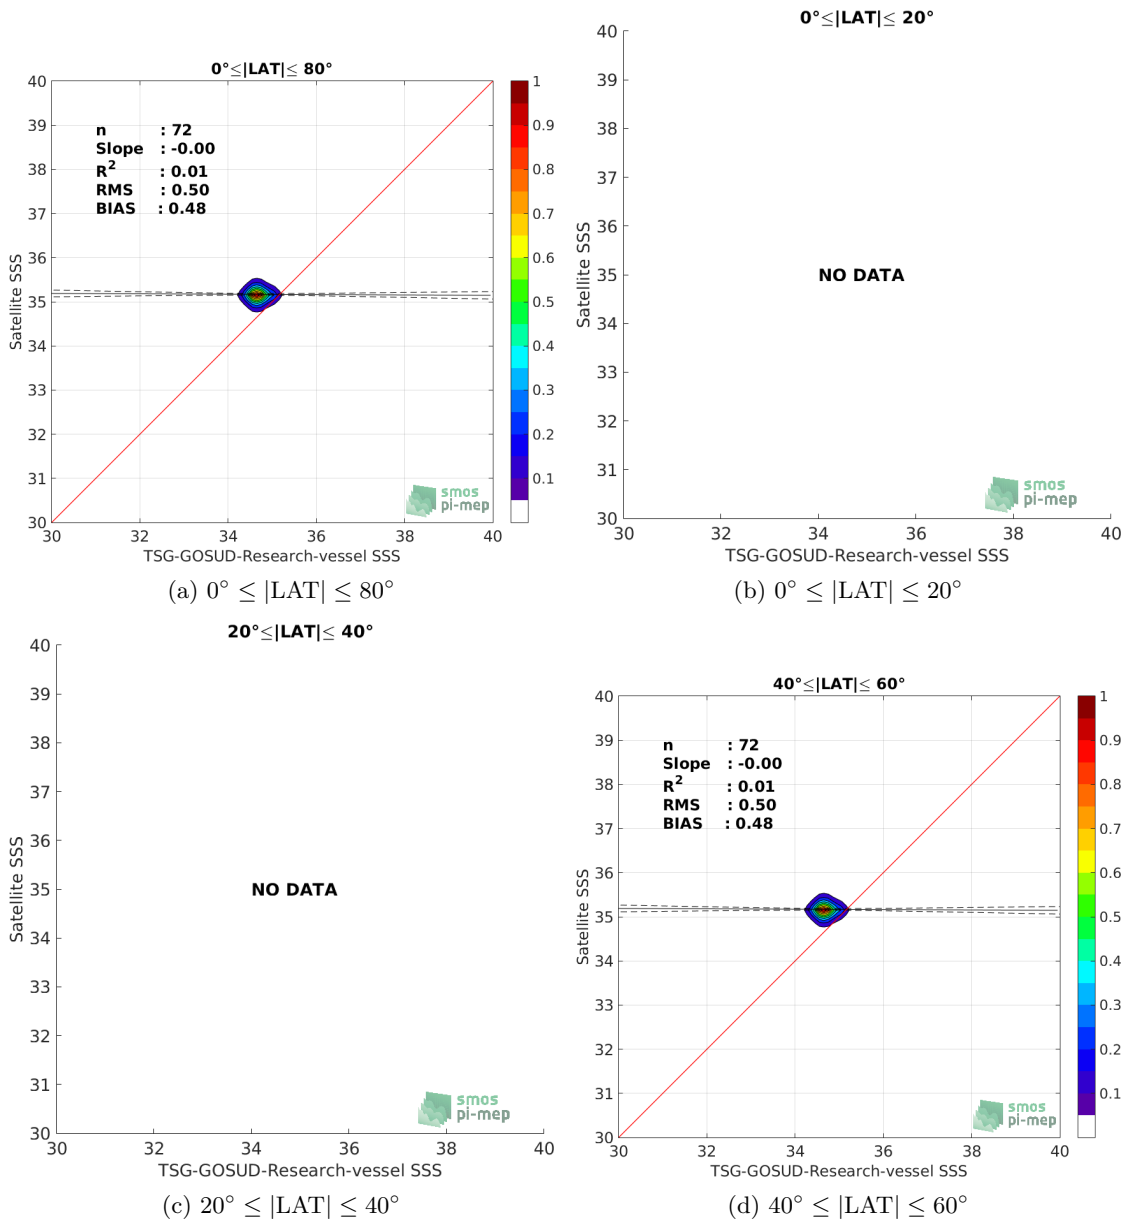 0°≤|LAT|≤ 80°
40
39
38
37
36
35
34
33
32
31
30
Satellite SSS
n : 72
Slope : -0.00
R² : 0.01
RMS : 0.50
BIAS : 0.48
1
0.9
0.8
0.7
0.6
0.5
0.4
0.3
0.2
0.1
smos
pi-mep
30 32 34 36 38 40
TSG-GOSUD-Research-vessel SSS
(a) 0° ≤ |LAT| ≤ 80°
0°≤|LAT|≤ 20°
40
39
38
37
36
35
34
33
32
31
30
Satellite SSS
NO DATA
smos
pi-mep
30 32 34 36 38 40
TSG-GOSUD-Research-vessel SSS
(b) 0° ≤ |LAT| ≤ 20°
20°≤|LAT|≤ 40°
40
39
38
37
36
35
34
33
32
31
30
Satellite SSS
NO DATA
smos
pi-mep
30 32 34 36 38 40
TSG-GOSUD-Research-vessel SSS
(c) 20° ≤ |LAT| ≤ 40°
40°≤|LAT|≤ 60°
40
39
38
37
36
35
34
33
32
31
30
Satellite SSS
n : 72
Slope : -0.00
R² : 0.01
RMS : 0.50
BIAS : 0.48
1
0.9
0.8
0.7
0.6
0.5
0.4
0.3
0.2
0.1
smos
pi-mep
30 32 34 36 38 40
TSG-GOSUD-Research-vessel SSS
(d) 40° ≤ |LAT| ≤ 60°